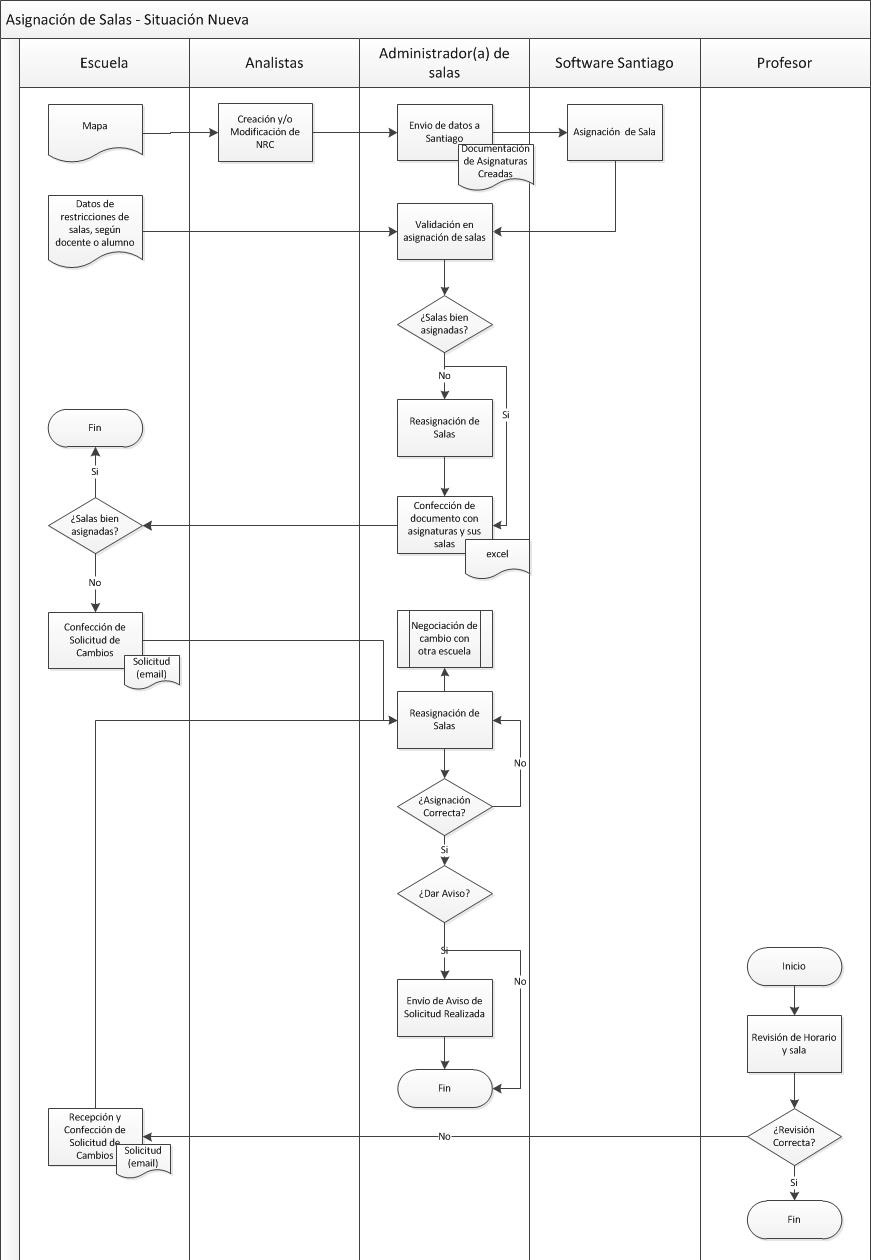 Asignación de Salas - Situación Nueva
Escuela
Analistas
Administrador(a) de
salas
Software Santiago
Profesor
Mapa
Creación y/o
Modificación de
NRC
Envio de datos a
Santiago
Documentación
de Asignaturas
Creadas
Asignación de Sala
Datos de
restricciones de
salas, según
docente o alumno
Validación en
asignación de salas
¿Salas bien
asignadas?
No
Si
Reasignación de
Salas
Fin
Si
¿Salas bien
asignadas?
Confección de
documento con
asignaturas y sus
salas
excel
No
Confección de
Solicitud de
Cambios
Solicitud
(email)
Negociación de
cambio con
otra escuela
Reasignación de
Salas
No
¿Asignación
Correcta?
Si
¿Dar Aviso?
Si
No
Envío de Aviso de
Solicitud Realizada
Fin
Inicio
Revisión de Horario
y sala
¿Revisión
Correcta?
No
Recepción y
Confección de
Solicitud de
Cambios
Solicitud
(email)
Si
Fin